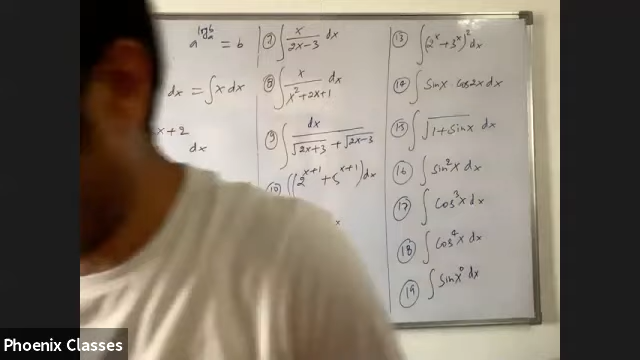 a^{log_a b} = b
dx = ∫x dx
x + 2
dx
⑦ ∫ x/(2x-3) dx
⑧ ∫ x/(x²+2x+1) dx
⑨ ∫ dx/(√(2x+3) + √(2x-3))
⑩ ∫(2^{x+1} + 5^{x+1})dx
x
⑬ ∫(2^x + 3^x)² dx
⑭ ∫ Sinx · Cos2x dx
⑮ ∫ √(1+Sinx) dx
⑯ ∫ Sin²x dx
⑰ ∫ Cos³x dx
⑱ ∫ Cos⁴x dx
⑲ ∫ Sinx° dx
Phoenix Classes